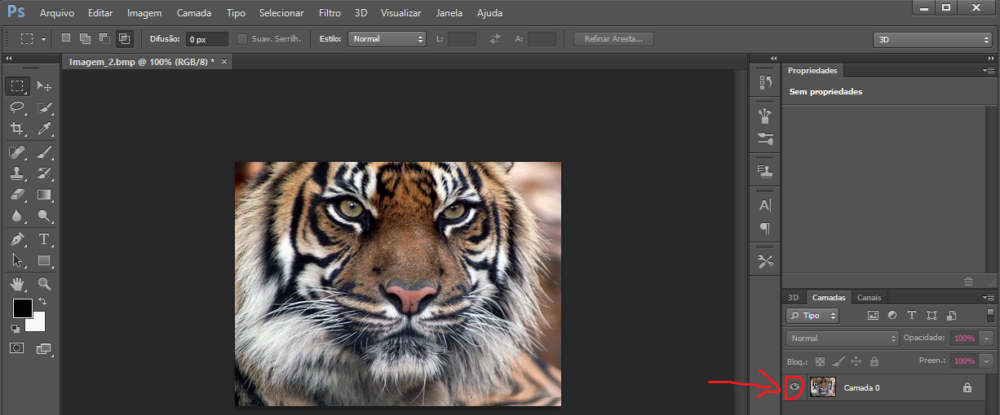 Ps Arquivo Editar Imagem Camada Tipo Selecionar Filtro 3D Visualizar Janela Ajuda
Difusão: 0 px Suav. Serrilh. Estilo: Normal L: A: Refinar Aresta... 3D
Imagem_2.bmp @ 100% (RGB/8) * ×
Propriedades
Sem propriedades
3D Camadas Canais
Tipo
Normal Opacidade: 100%
Bloq.: Preen.: 100%
Camada 0